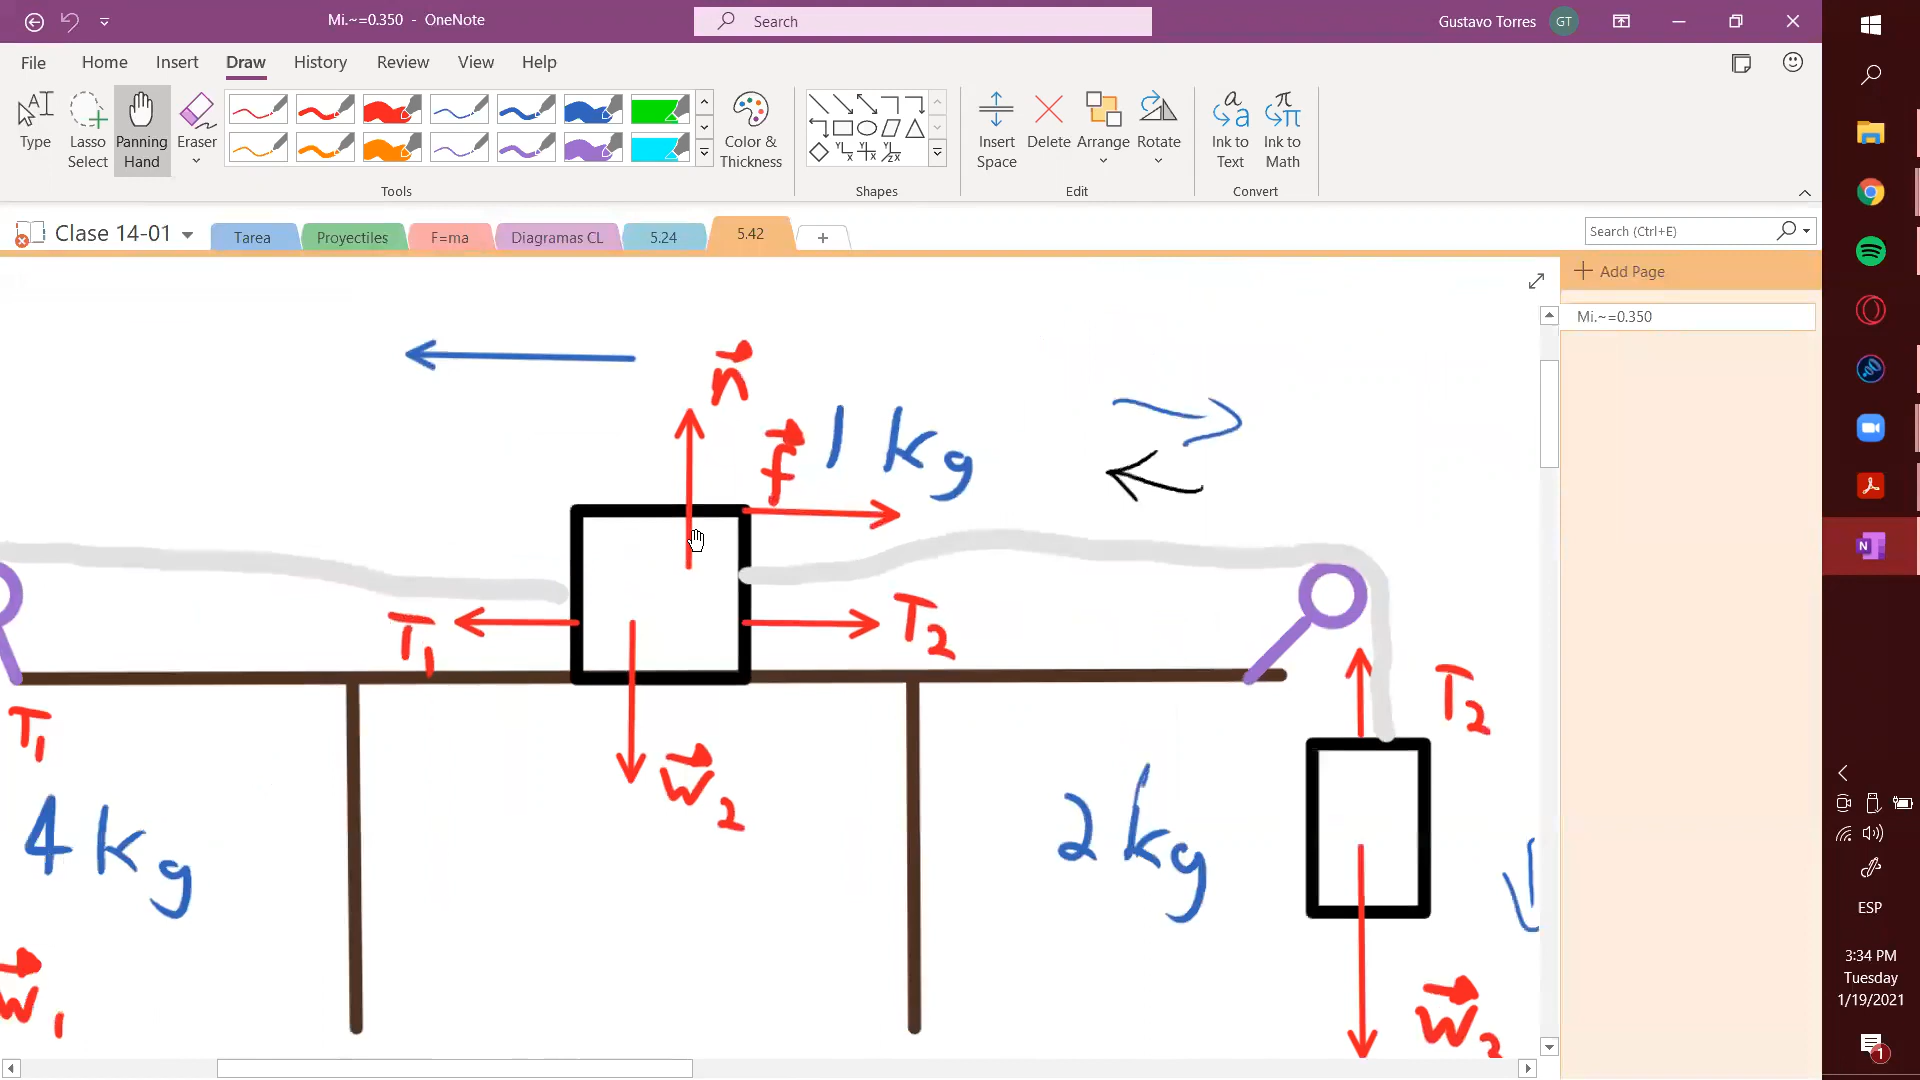 Mi.~=0.350 - OneNote
Search
Gustavo Torres
GT
File
Home
Insert
Draw
History
Review
View
Help
Type
Lasso Select
Panning Hand
Eraser
Color & Thickness
Insert Space
Delete
Arrange
Rotate
Ink to Text
Ink to Math
Tools
Shapes
Edit
Convert
Clase 14-01
Tarea
Proyectiles
F=ma
Diagramas CL
5.24
5.42
Search (Ctrl+E)
Add Page
Mi.~=0.350
n
f
1 kg
T1
T2
T1
T2
w2
4 kg
2 kg
w1
w3
ESP
3:34 PM
Tuesday
1/19/2021
1